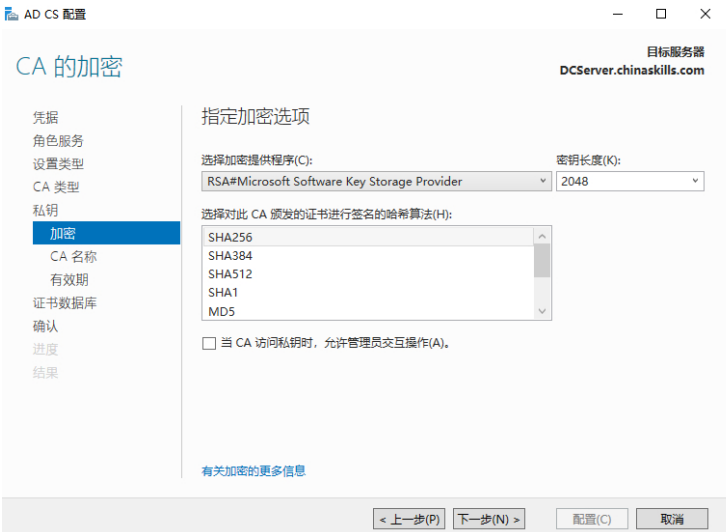 AD CS 配置
CA 的加密
目标服务器
DCServer.chinaskills.com
凭据
角色服务
设置类型
CA 类型
私钥
加密
CA 名称
有效期
证书数据库
确认
进度
结果
指定加密选项
选择加密提供程序(C):
密钥长度(K):
RSA#Microsoft Software Key Storage Provider
2048
选择对此 CA 颁发的证书进行签名的哈希算法(H):
SHA256
SHA384
SHA512
SHA1
MD5
当 CA 访问私钥时，允许管理员交互操作(A)。
有关加密的更多信息
< 上一步(P)
下一步(N) >
配置(C)
取消